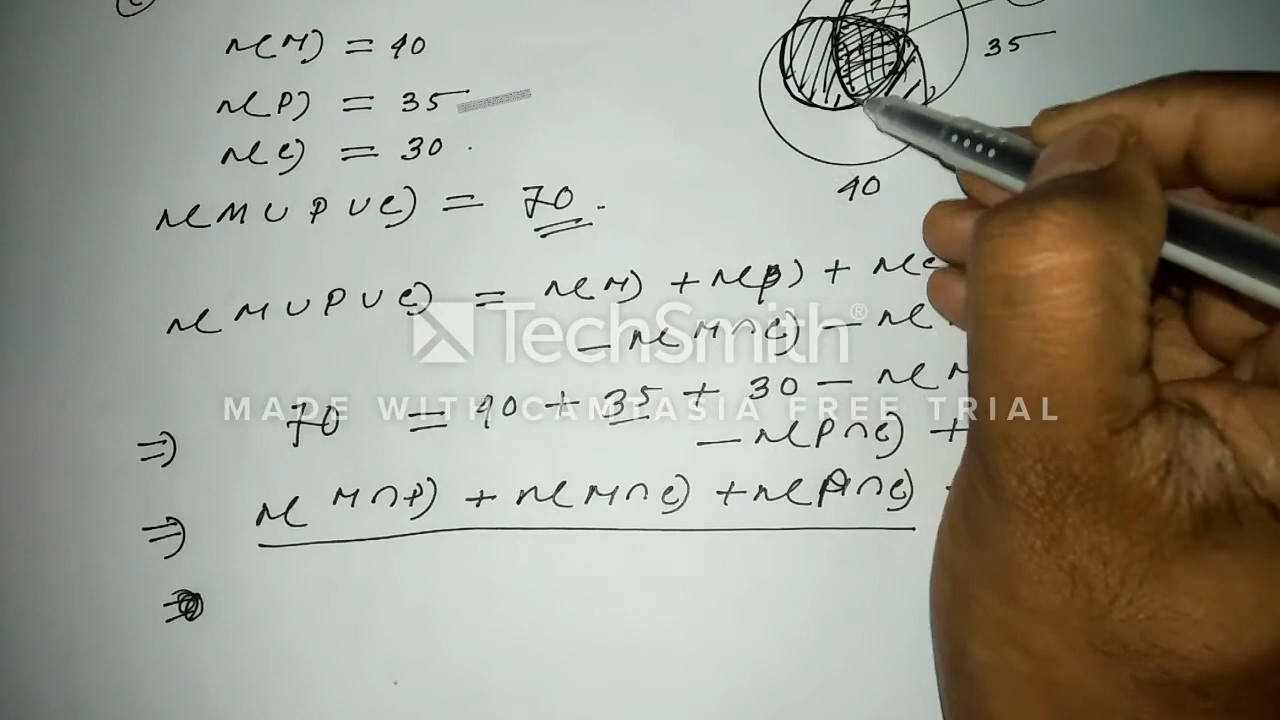 n(M) = 40
n(P) = 35
n(C) = 30
n(M∪P∪C) = 70.
35
40
n(M∪P∪C) = n(M) + n(P) + n(C
- n(M∩C) - n(
TechSmith®
MADE WITH CAMTASIA FREE TRIAL
⇒ 70 = 40 + 35 + 30 - n(M
- n(P∩C) +
⇒ n(M∩P) + n(M∩C) + n(P∩C)